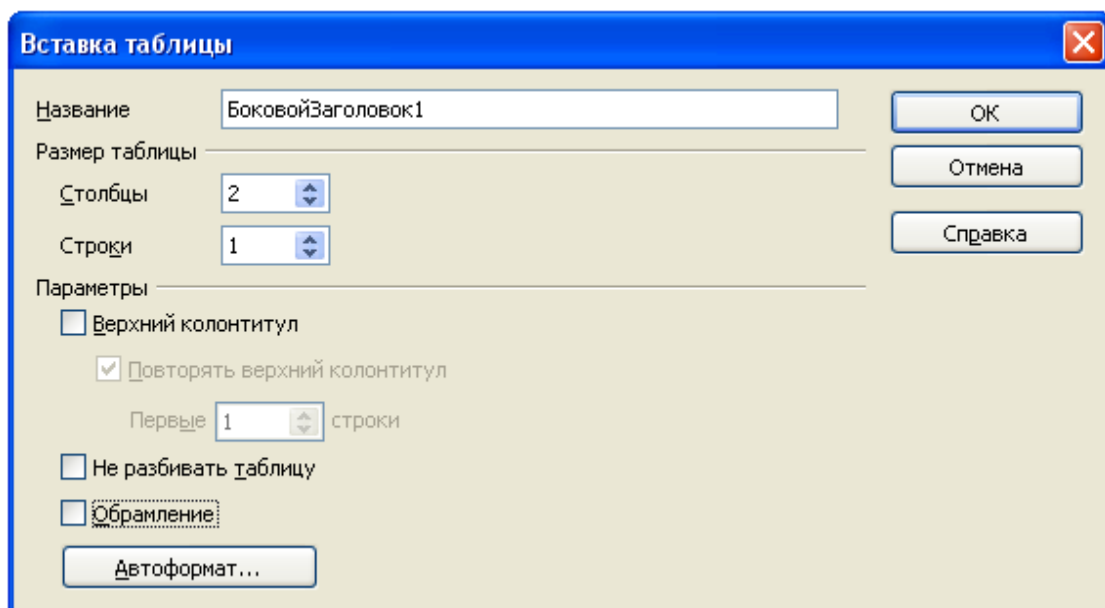 Вставка таблицы
Название БоковойЗаголовок1 ОК
Размер таблицы Отмена
Столбцы 2
Строки 1 Справка
Параметры
Верхний колонтитул
Повторять верхний колонтитул
Первые 1 строки
Не разбивать таблицу
Обрамление
Автоформат...